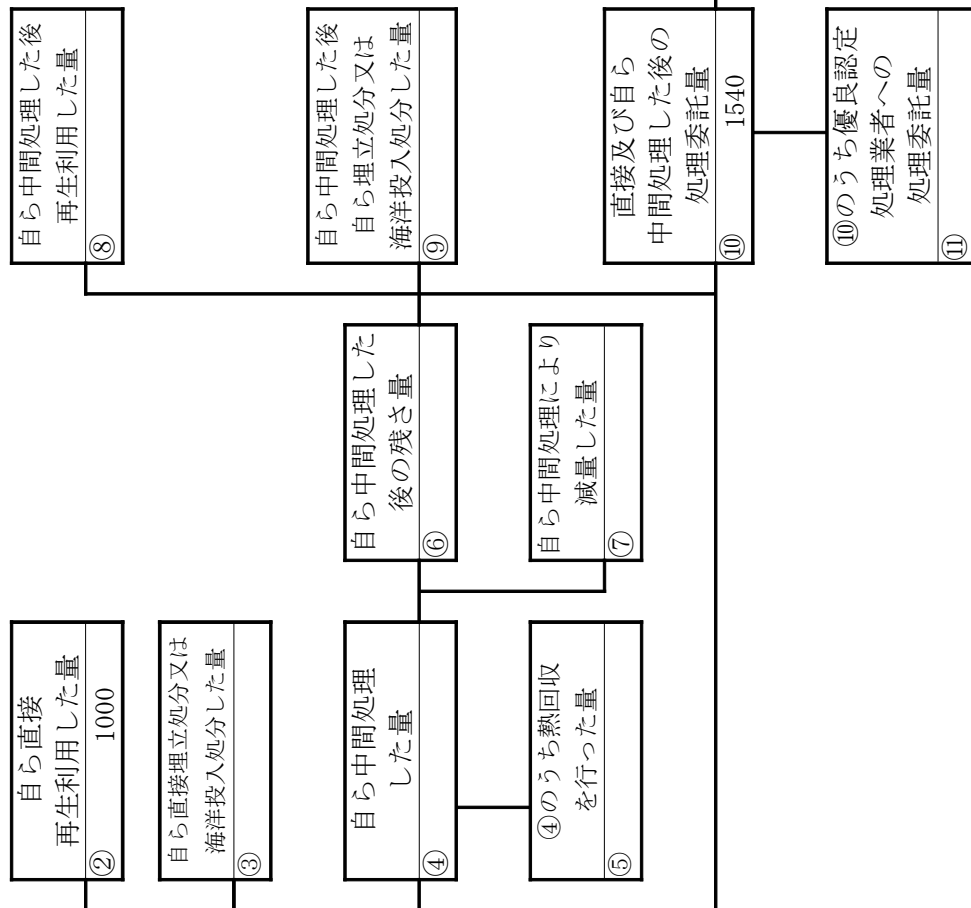 自ら直接
再生利用した量
②
1000
自ら直接埋立処分又は
海洋投入処分した量
③
自ら中間処理
した量
④
④のうち熱回収
を行った量
⑤
自ら中間処理した
後の残さ量
⑥
自ら中間処理により
減量した量
⑦
自ら中間処理した後
再生利用した量
⑧
自ら中間処理した後
自ら埋立処分又は
海洋投入処分した量
⑨
直接及び自ら
中間処理した後の
処理委託量
⑩
1540
⑩のうち優良認定
処理業者への
処理委託量
⑪